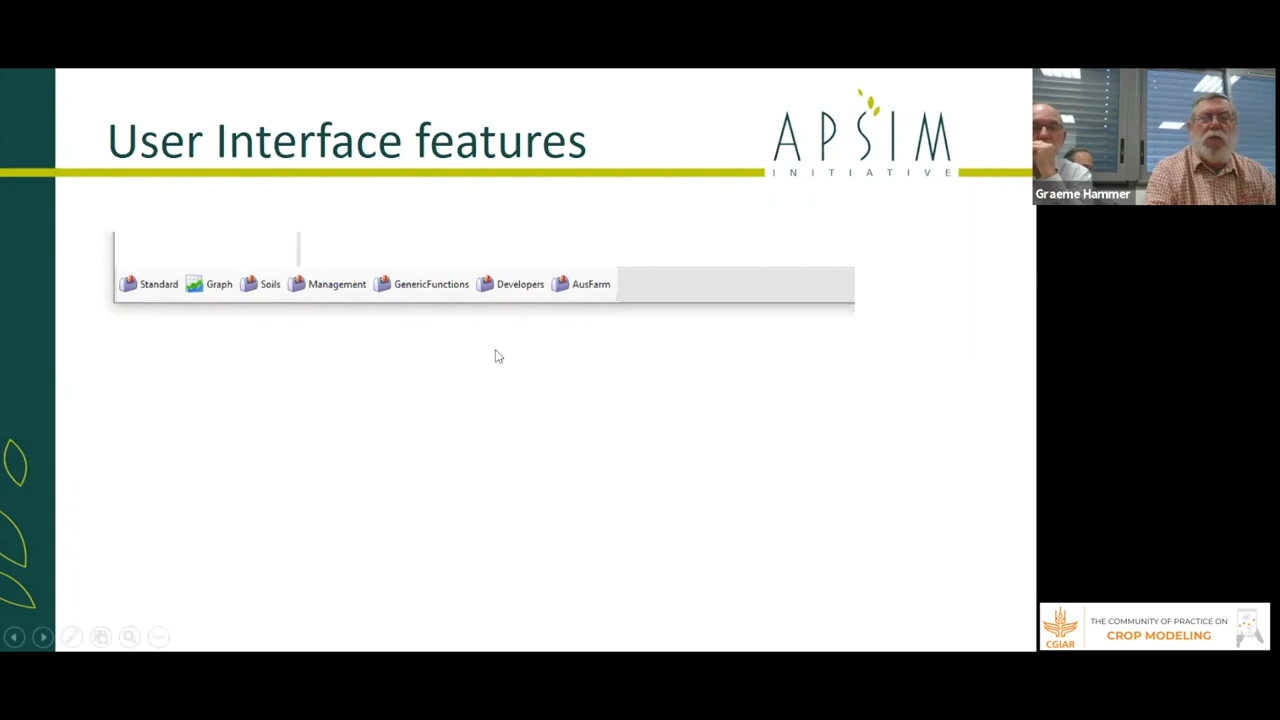 User Interface features
APSIM
INITIATIVE
Graeme Hammer
Standard Graph Soils Management GenericFunctions Developers AusFarm
THE COMMUNITY OF PRACTICE ON
CROP MODELING
CGIAR